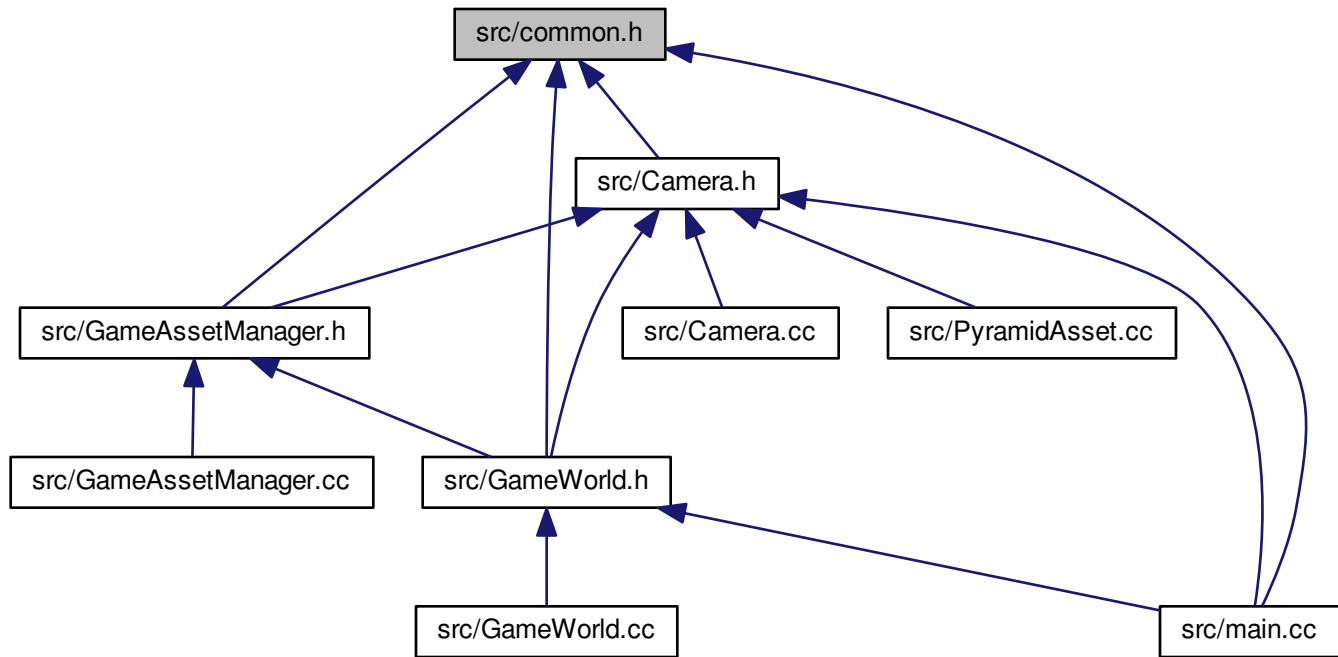 src/common.h
src/Camera.h
src/GameAssetManager.h
src/Camera.cc
src/PyramidAsset.cc
src/GameAssetManager.cc
src/GameWorld.h
src/GameWorld.cc
src/main.cc